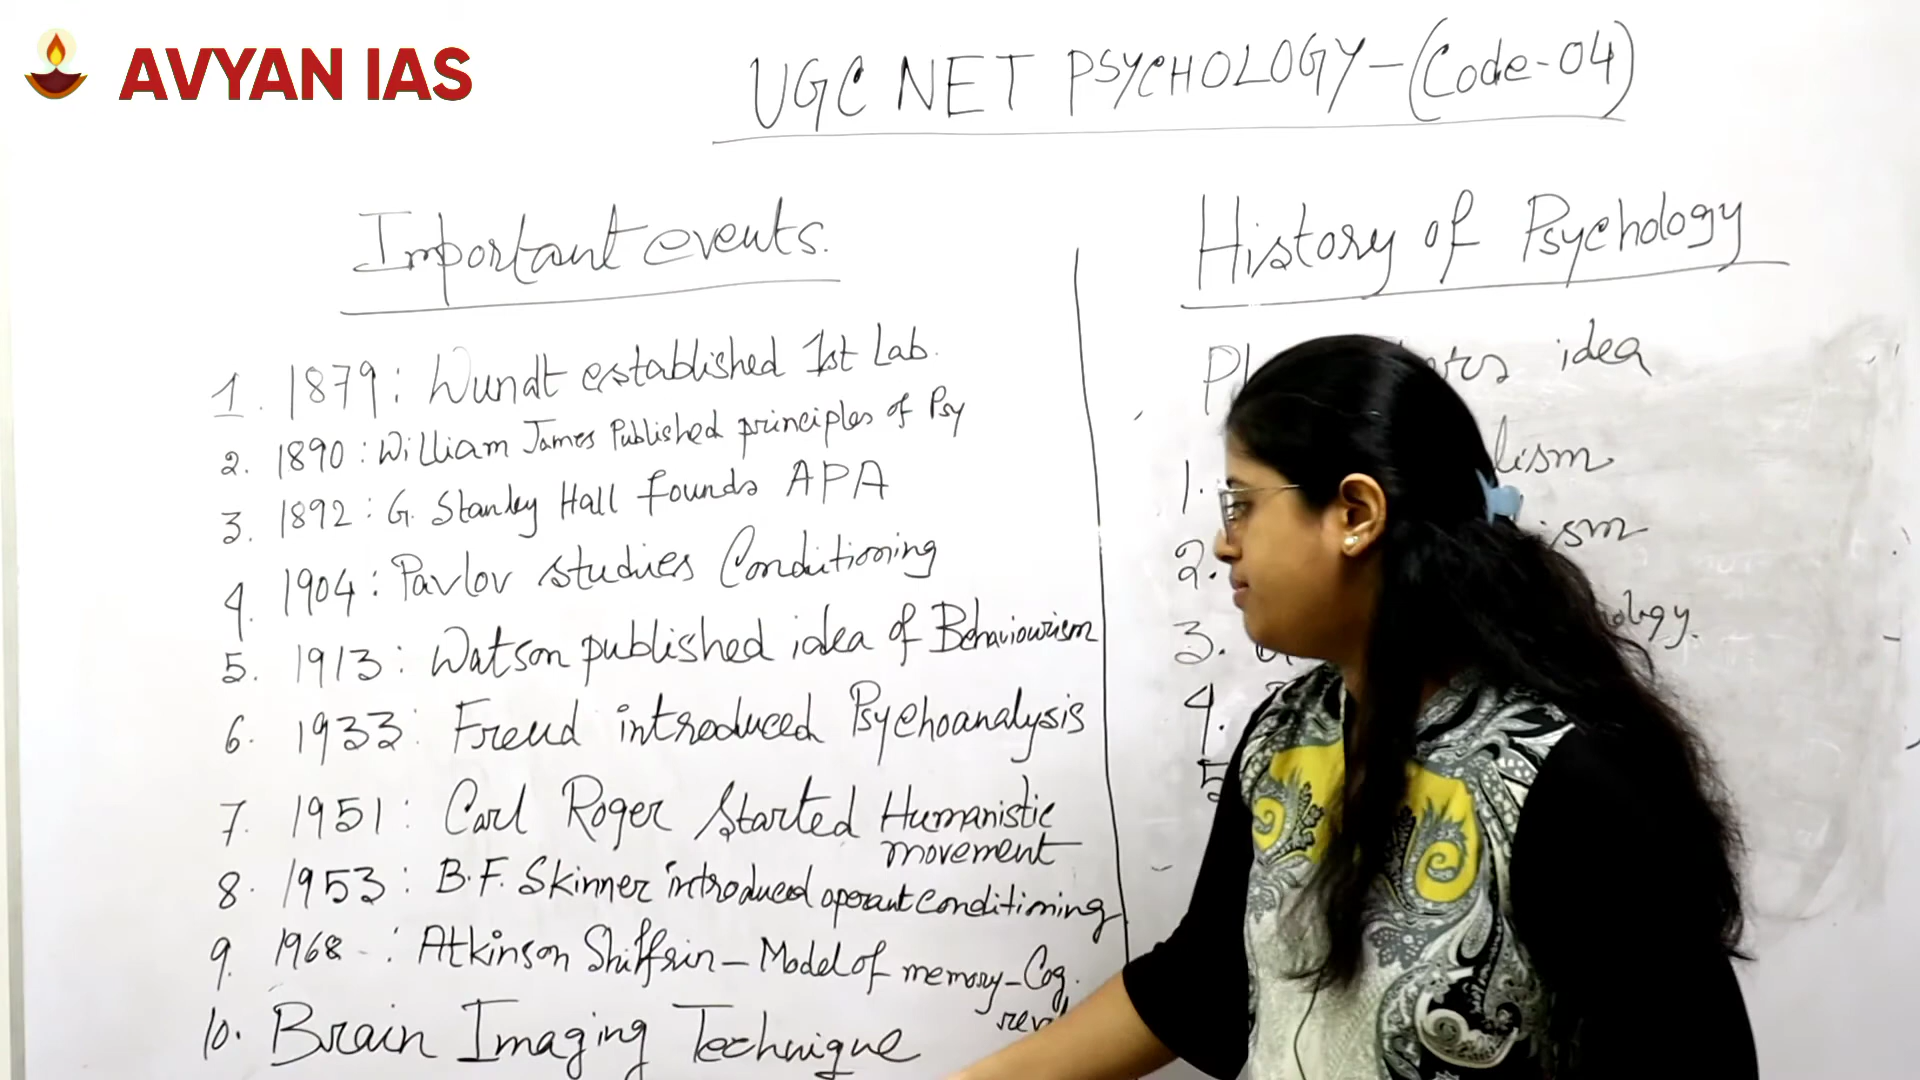 AVYAN IAS
UGC NET PSYCHOLOGY - (Code-04)
Important events.
1. 1879: Wundt established 1st Lab.
2. 1890: William James Published principles of Psy
3. 1892: G. Stanley Hall founds APA
4. 1904: Pavlov studies Conditioning
5. 1913: Watson published idea of Behaviourism
6. 1933: Freud introduced Psychoanalysis
7. 1951: Carl Roger Started Humanistic
movement
8. 1953: B.F. Skinner introduced operant conditioning
9. 1968 -: Atkinson Shiffrin - Model of memory - Cog.
10. Brain Imaging Technique
History of Psychology
idea
1.
2.
3.
4.
5